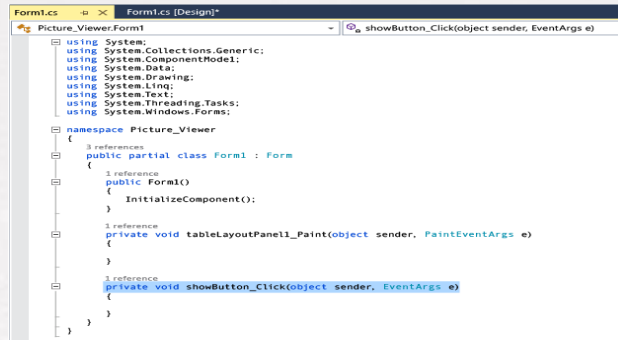 Form1.cs Form1.cs [Design]*
Picture_Viewer.Form1 showButton_Click(object sender, EventArgs e)
using System;
using System.Collections.Generic;
using System.ComponentModel;
using System.Data;
using System.Drawing;
using System.Linq;
using System.Text;
using System.Threading.Tasks;
using System.Windows.Forms;
namespace Picture_Viewer
{
3 references
public partial class Form1 : Form
{
1 reference
public Form1()
{
InitializeComponent();
}
1 reference
private void tableLayoutPanel1_Paint(object sender, PaintEventArgs e)
{
}
1 reference
private void showButton_Click(object sender, EventArgs e)
{
}
}
}